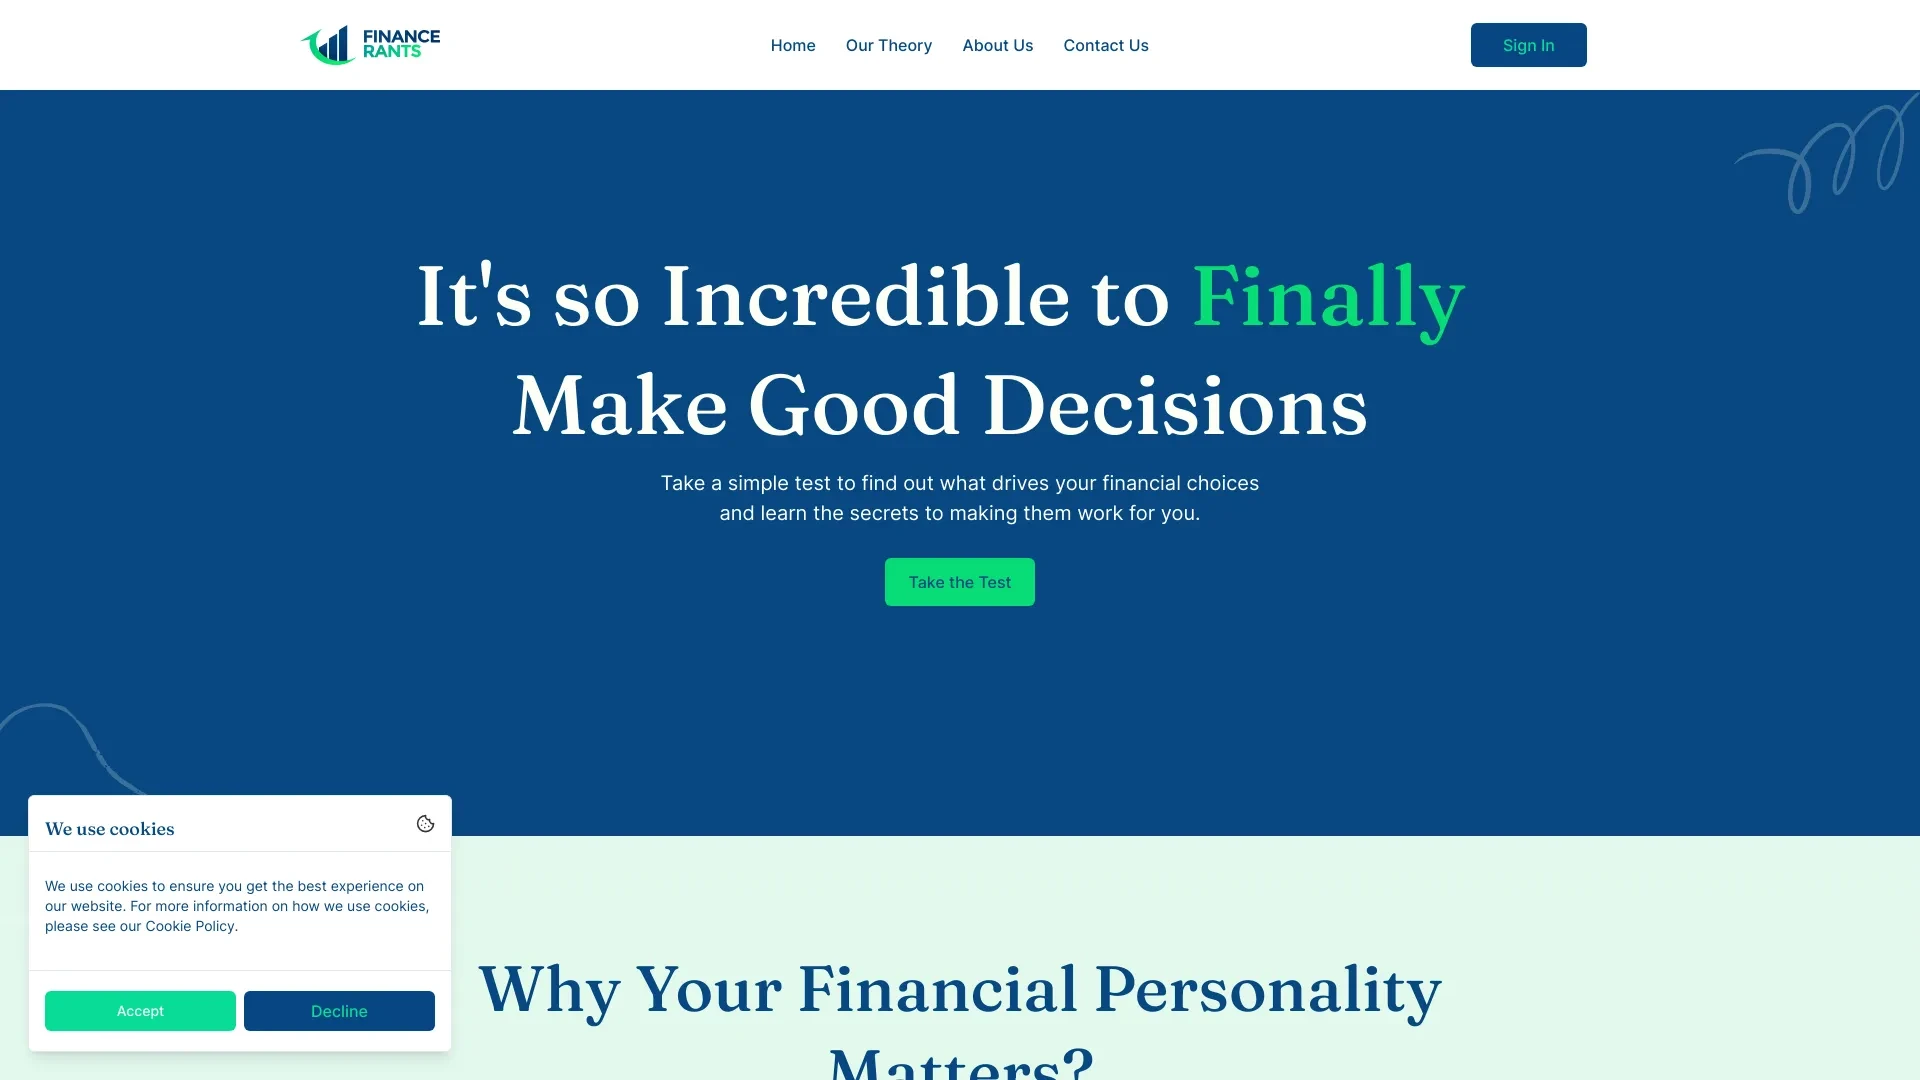 FINANCE
RANTS
Home
Our Theory
About Us
Contact Us
Sign In
It's so Incredible to Finally
Make Good Decisions
Take a simple test to find out what drives your financial choices
and learn the secrets to making them work for you.
Take the Test
We use cookies
We use cookies to ensure you get the best experience on
our website. For more information on how we use cookies,
please see our Cookie Policy.
Accept
Decline
Why Your Financial Personality
Matters?